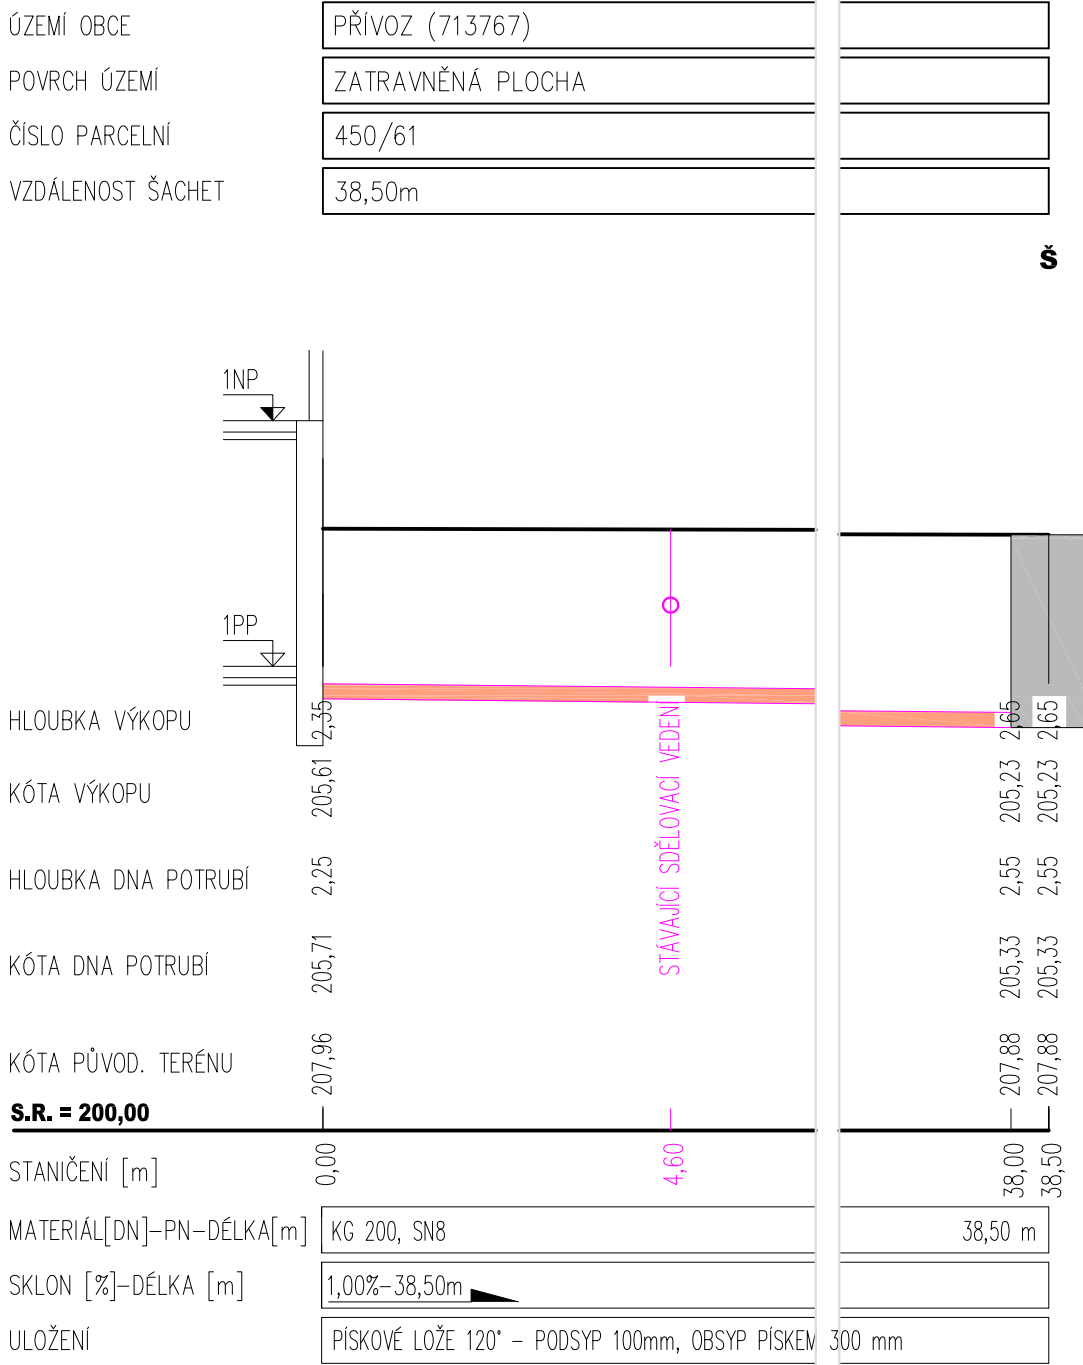 ÚZEMÍ OBCE PŘÍVOZ (713767)
POVRCH ÚZEMÍ ZATRAVNĚNÁ PLOCHA
ČÍSLO PARCELNÍ 450/61
VZDÁLENOST ŠACHET 38,50m
Š
1NP
1PP
HLOUBKA VÝKOPU 2,35 2,65 2,65
KÓTA VÝKOPU 205,61 205,23 205,23
HLOUBKA DNA POTRUBÍ 2,25 2,55 2,55
KÓTA DNA POTRUBÍ 205,71 205,33 205,33
STÁVAJÍCÍ SDĚLOVACÍ VEDENÍ
KÓTA PŮVOD. TERÉNU 207,96 207,88 207,88
S.R. = 200,00
STANIČENÍ [m] 0,00 4,60 38,00 38,50
MATERIÁL[DN]-PN-DÉLKA[m] KG 200, SN8 38,50 m
SKLON [%]-DÉLKA [m] 1,00%-38,50m
ULOŽENÍ PÍSKOVÉ LOŽE 120° - PODSYP 100mm, OBSYP PÍSKEM 300 mm